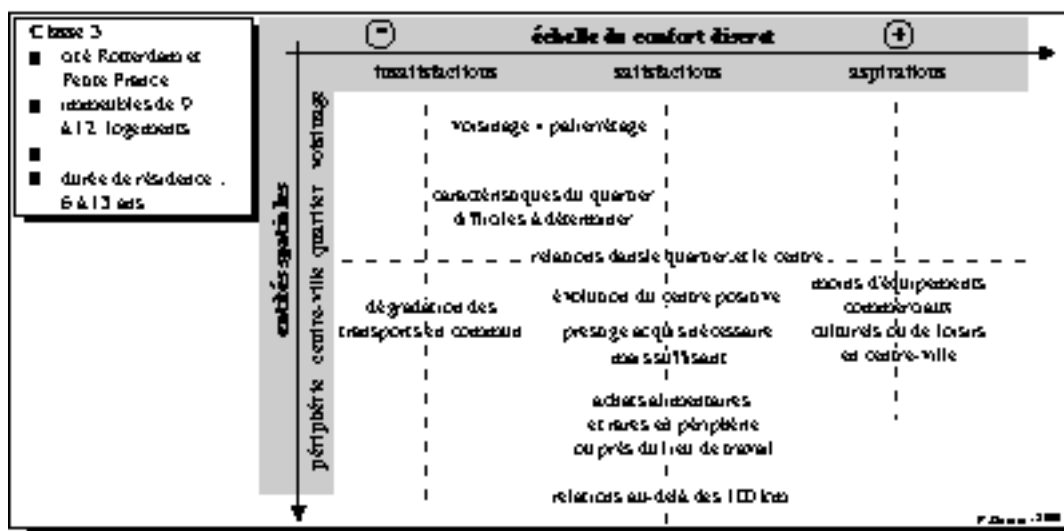 Classe 3
cité Rotterdam et
Petite France
immeubles de 9
à 12 logements
durée de résidence :
6 à 13 ans
échelle du confort discret
insatisfactions
satisfactions
aspirations
entités spatiales
voisinage
quartier
centre-ville
périphérie
voisinage = palier/étage
caractéristiques du quartier
difficiles à déterminer
relations dans le quartier et le centre
dégradation des
transports en commun
évolution du centre positive
prestige acquis nécessaire
mais suffisant
moins d'équipements
commerciaux
culturels ou de loisirs
en centre-ville
achats alimentaires
et rares en périphérie
ou près du lieu de travail
relations au-delà des 100 km